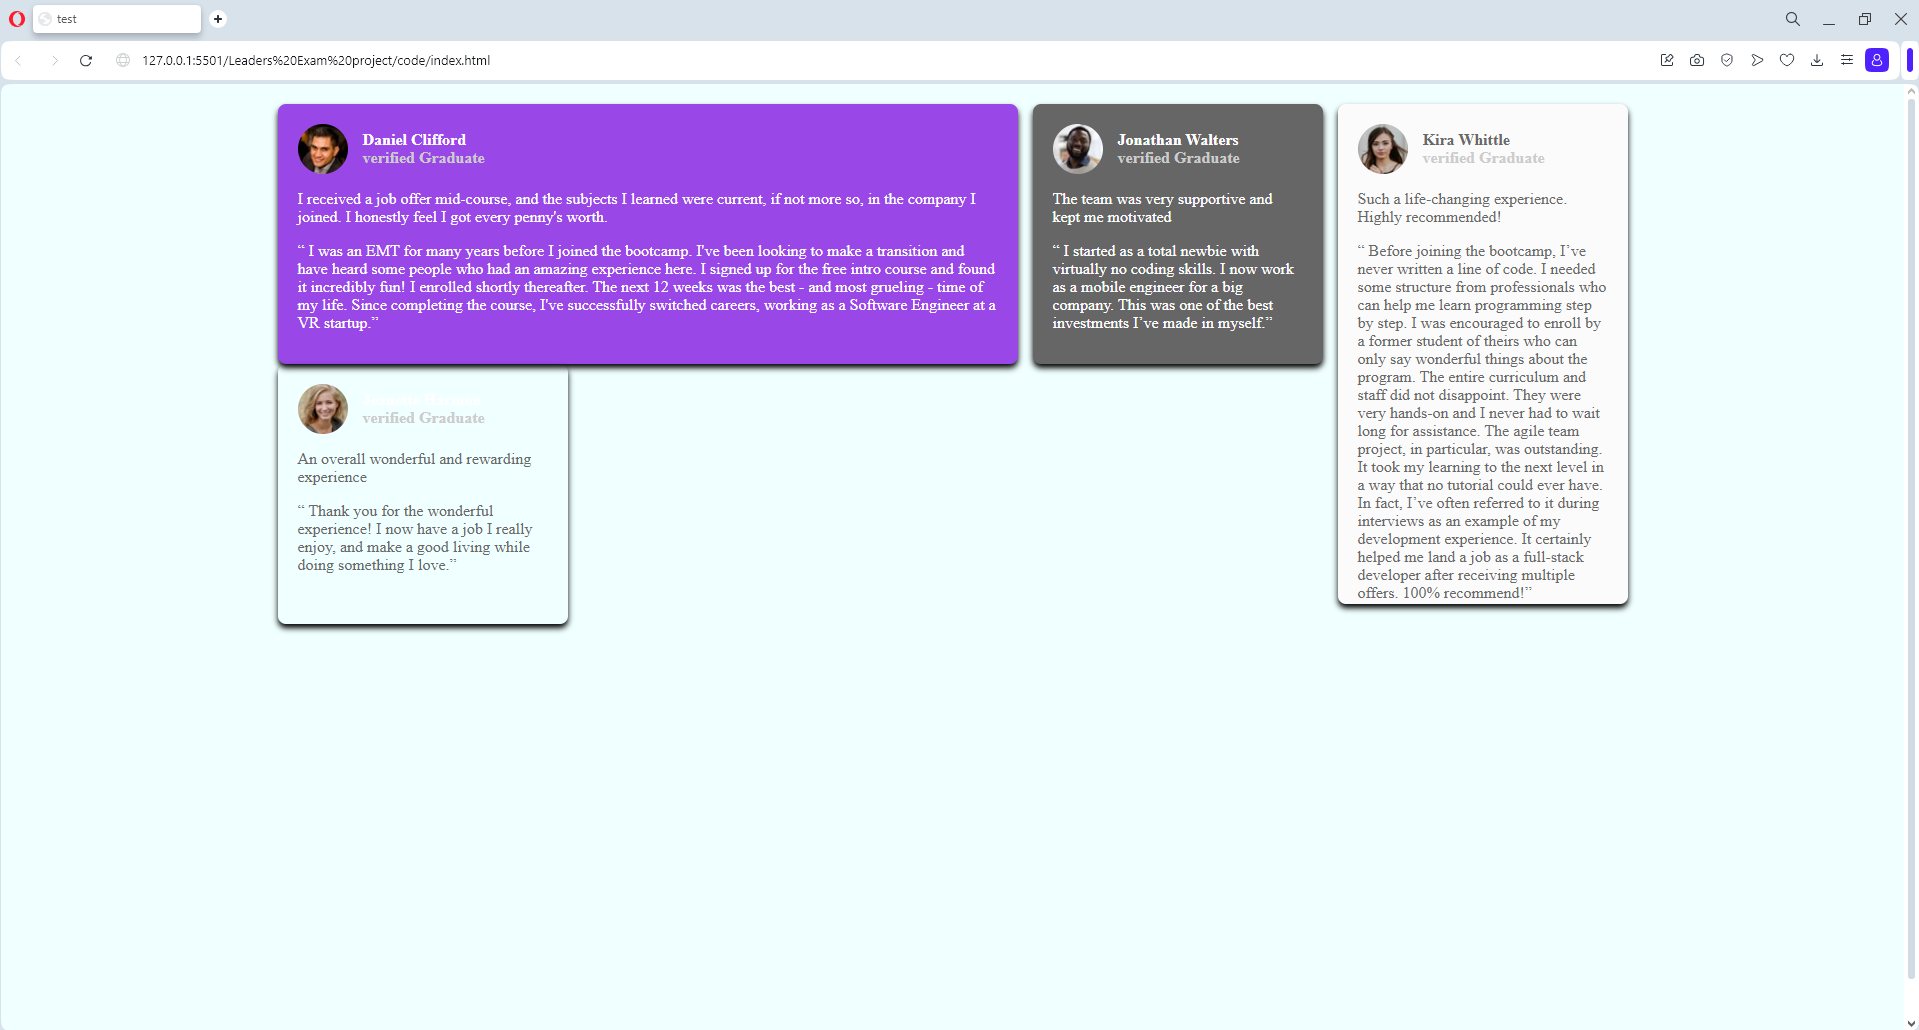 test
127.0.0.1:5501/Leaders%20Exam%20project/code/index.html
Daniel Clifford
verified Graduate
I received a job offer mid-course, and the subjects I learned were current, if not more so, in the company I
joined. I honestly feel I got every penny's worth.
“ I was an EMT for many years before I joined the bootcamp. I've been looking to make a transition and
have heard some people who had an amazing experience here. I signed up for the free intro course and found
it incredibly fun! I enrolled shortly thereafter. The next 12 weeks was the best - and most grueling - time of
my life. Since completing the course, I've successfully switched careers, working as a Software Engineer at a
VR startup.”
Jonathan Walters
verified Graduate
The team was very supportive and
kept me motivated
“ I started as a total newbie with
virtually no coding skills. I now work
as a mobile engineer for a big
company. This was one of the best
investments I’ve made in myself.”
Kira Whittle
verified Graduate
Such a life-changing experience.
Highly recommended!
“ Before joining the bootcamp, I’ve
never written a line of code. I needed
some structure from professionals who
can help me learn programming step
by step. I was encouraged to enroll by
a former student of theirs who can
only say wonderful things about the
program. The entire curriculum and
staff did not disappoint. They were
very hands-on and I never had to wait
long for assistance. The agile team
project, in particular, was outstanding.
It took my learning to the next level in
a way that no tutorial could ever have.
In fact, I’ve often referred to it during
interviews as an example of my
development experience. It certainly
helped me land a job as a full-stack
developer after receiving multiple
offers. 100% recommend!”
verified Graduate
An overall wonderful and rewarding
experience
“ Thank you for the wonderful
experience! I now have a job I really
enjoy, and make a good living while
doing something I love.”